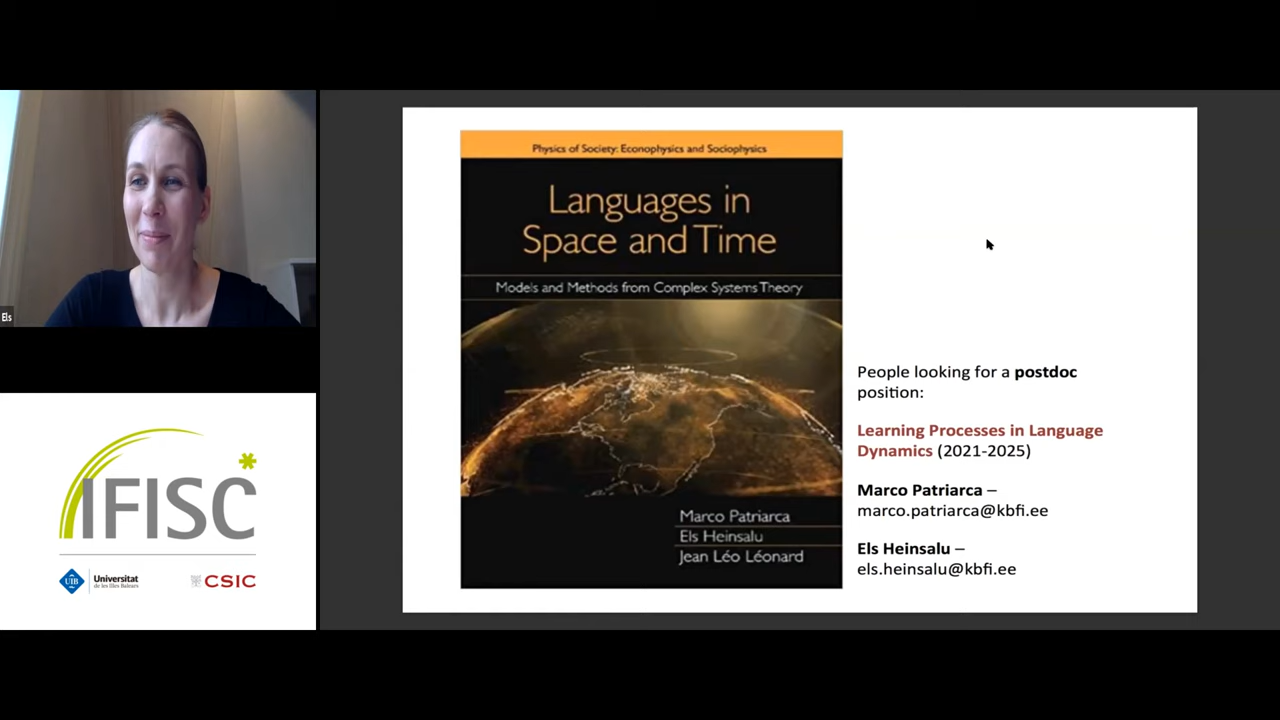 Els
IFISC
UIB
Universitat
de les Illes Balears
CSIC
Physics of Society: Econophysics and Sociophysics
Languages in
Space and Time
Models and Methods from Complex Systems Theory
Marco Patriarca
Els Heinsalu
Jean Léo Léonard
People looking for a postdoc
position:
Learning Processes in Language
Dynamics (2021-2025)
Marco Patriarca –
marco.patriarca@kbfi.ee
Els Heinsalu –
els.heinsalu@kbfi.ee